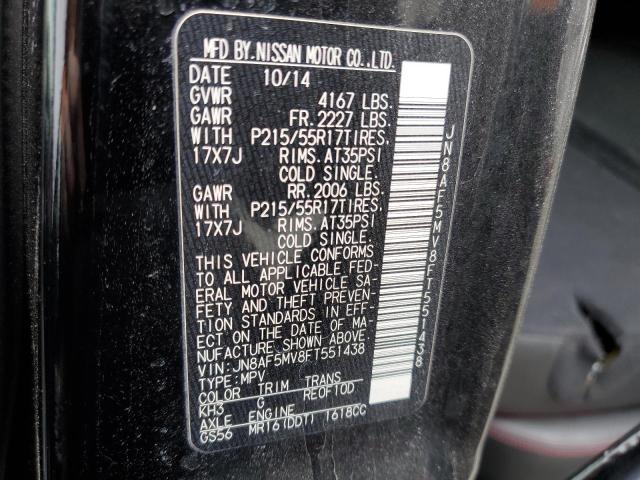 MFD BY.NISSAN MOTOR CO.,LTD.
DATE 10/14
GVWR 4167 LBS.
GAWR FR.2227 LBS.
WITH P215/55R17TIRES,
17X7J RIMS.AT35PSI
COLD SINGLE.
GAWR RR.2006 LBS.
WITH P215/55R17TIRES,
17X7J RIMS.AT35PSI
COLD SINGLE.
THIS VEHICLE CONFORMS
TO ALL APPLICABLE FED-
ERAL MOTOR VEHICLE SA-
FETY AND THEFT PREVEN-
TION STANDARDS IN EFF-
ECT ON THE DATE OF MA-
NUFACTURE SHOWN ABOVE.
VIN:JN8AF5MV8FT551438
TYPE:MPV
COLOR TRIM TRANS
KH3 G RE0F10D
AXLE ENGINE
GS56 MR16(DDT) 1618CC
JN8AF5MV8FT551438